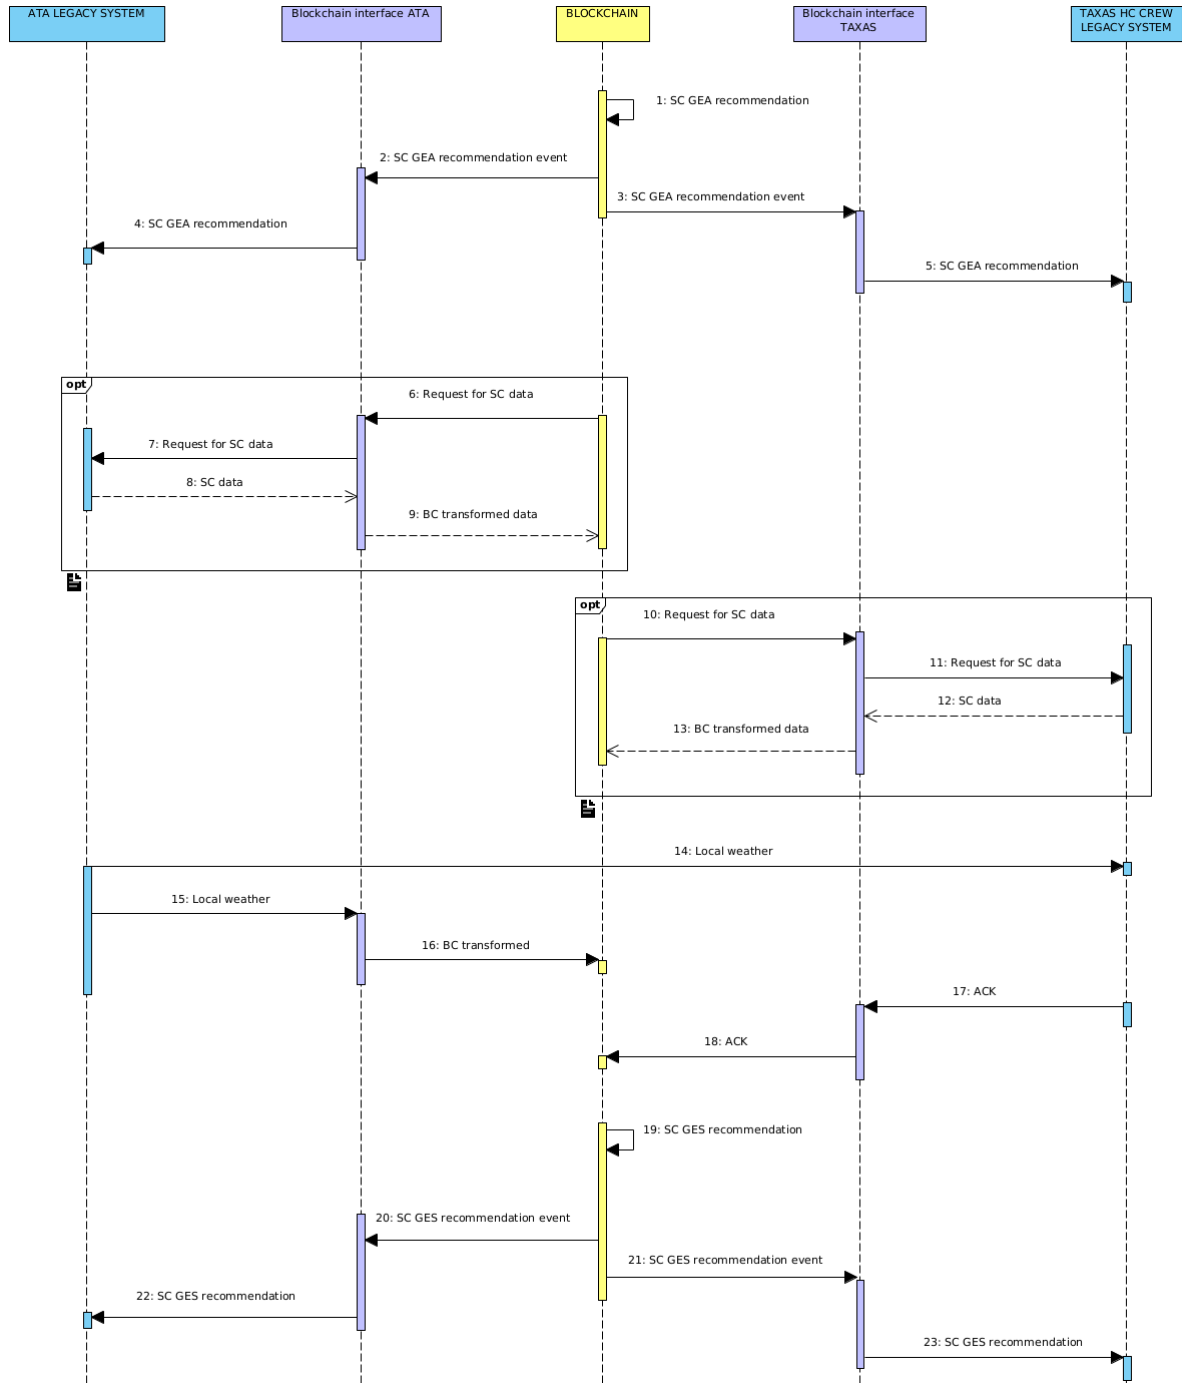 ATA LEGACY SYSTEM
Blockchain interface ATA
BLOCKCHAIN
Blockchain interface
TAXAS
TAXAS HC CREW
LEGACY SYSTEM
1: SC GEA recommendation
2: SC GEA recommendation event
3: SC GEA recommendation event
4: SC GEA recommendation
5: SC GEA recommendation
opt
6: Request for SC data
7: Request for SC data
8: SC data
9: BC transformed data
opt
10: Request for SC data
11: Request for SC data
12: SC data
13: BC transformed data
14: Local weather
15: Local weather
16: BC transformed
17: ACK
18: ACK
19: SC GES recommendation
20: SC GES recommendation event
21: SC GES recommendation event
22: SC GES recommendation
23: SC GES recommendation